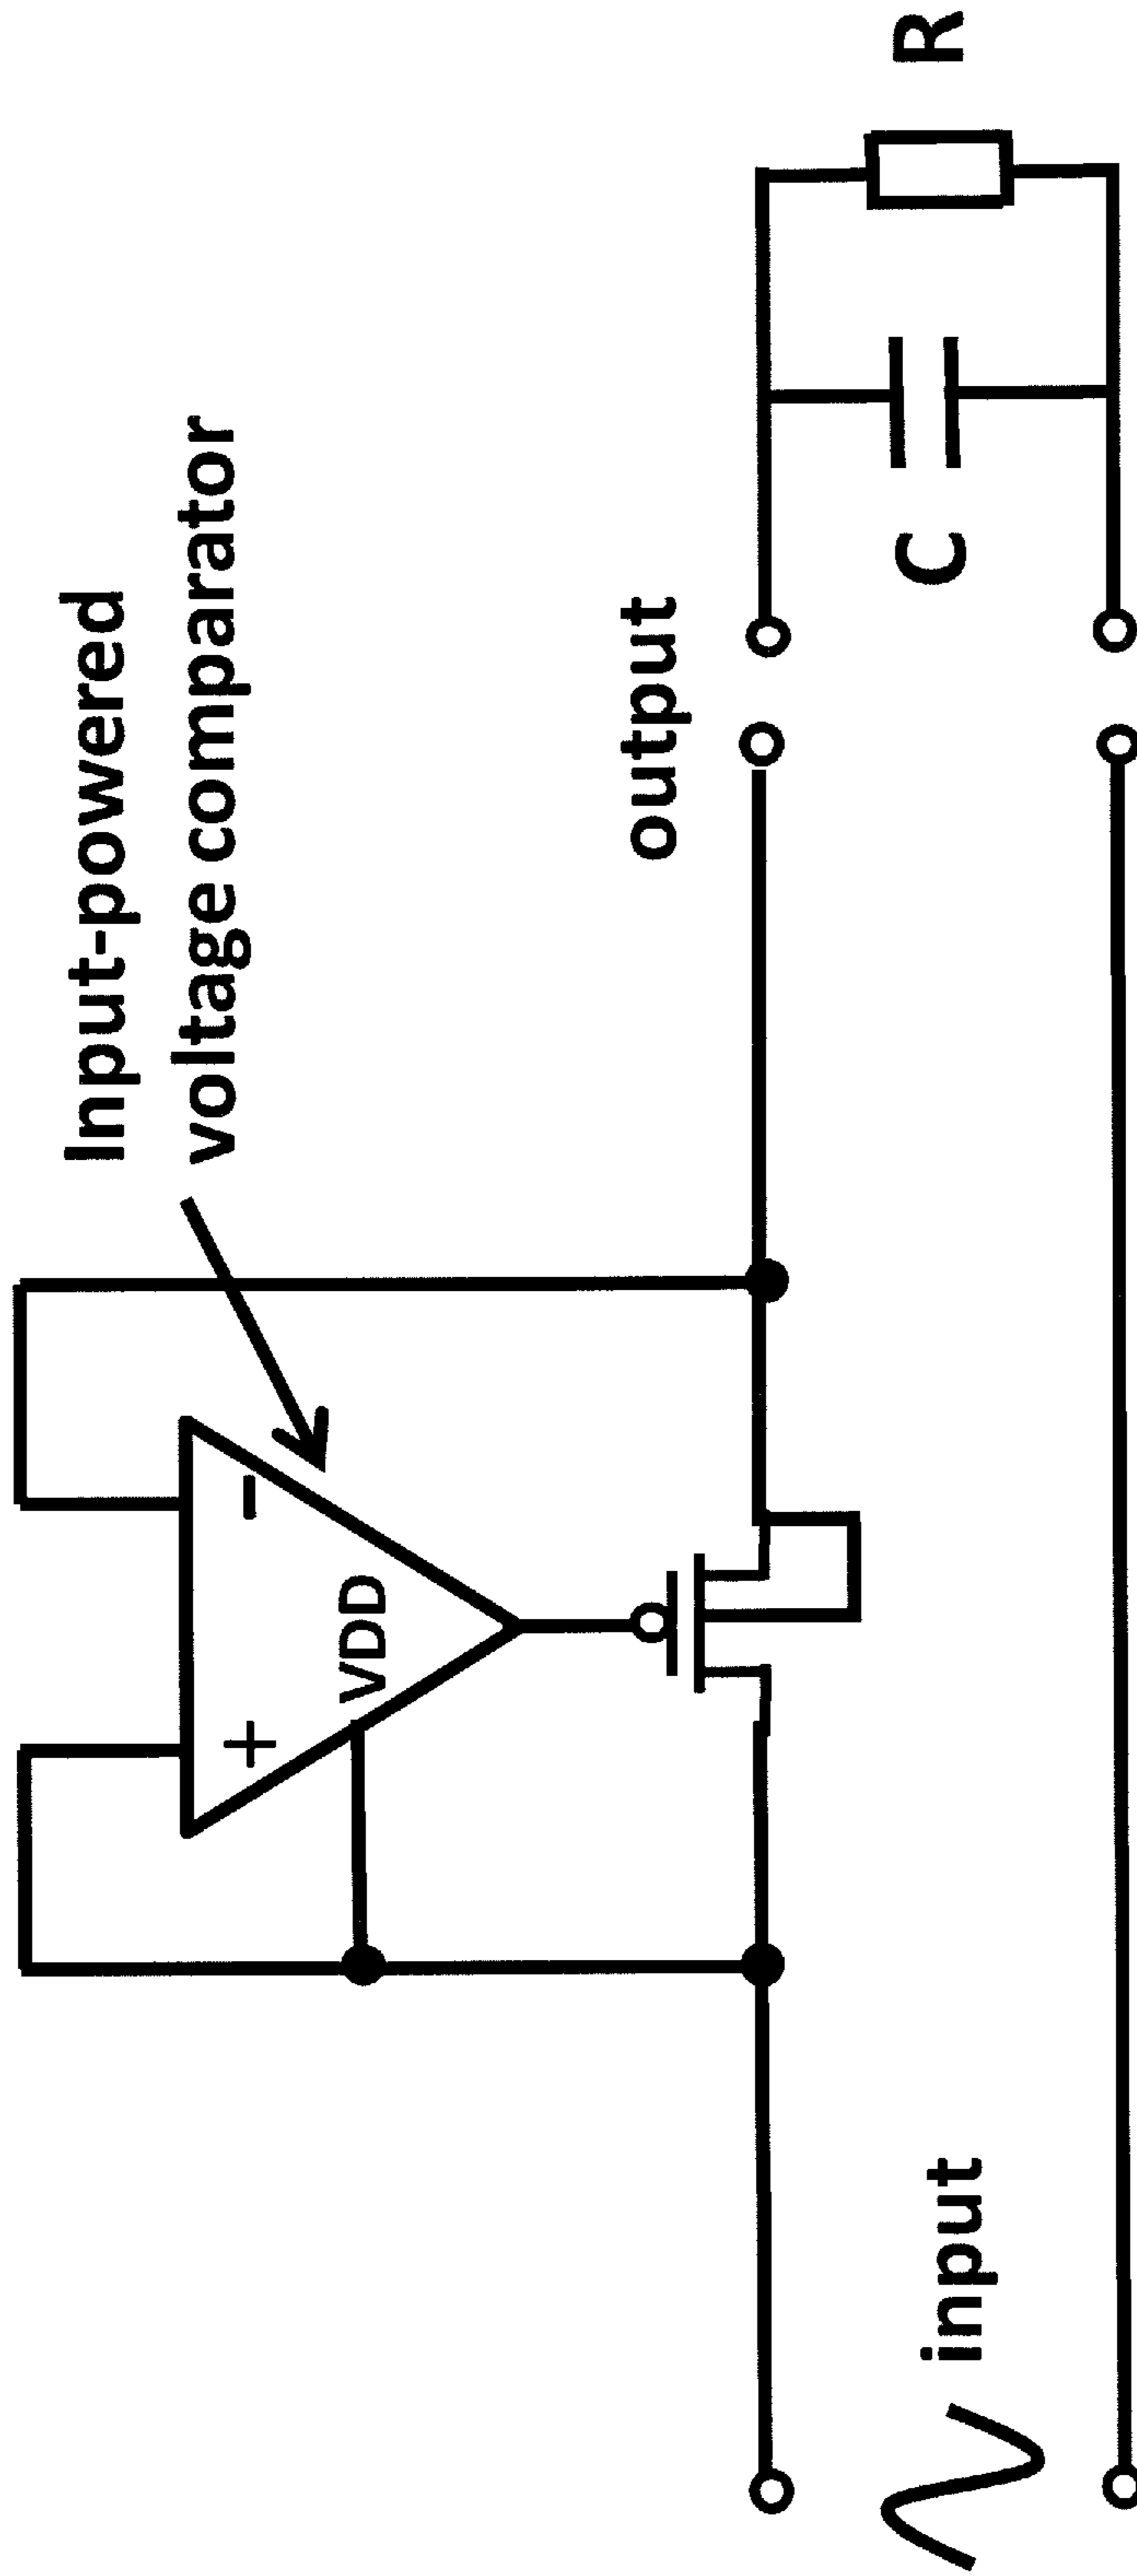 Input-powered
voltage comparator
+
-
VDD
output
input
C
R